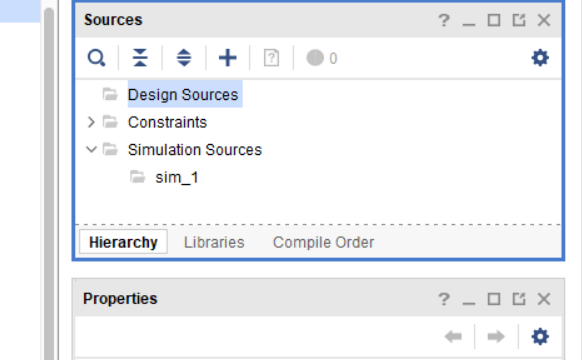 Sources
? _
0
Design Sources
Constraints
Simulation Sources
sim_1
Hierarchy Libraries Compile Order
Properties
? _